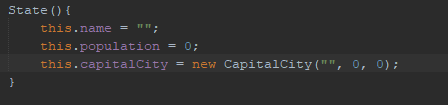 State(){
this.name = "";
this.population = 0;
this.capitalCity = new CapitalCity("", 0, 0);
}